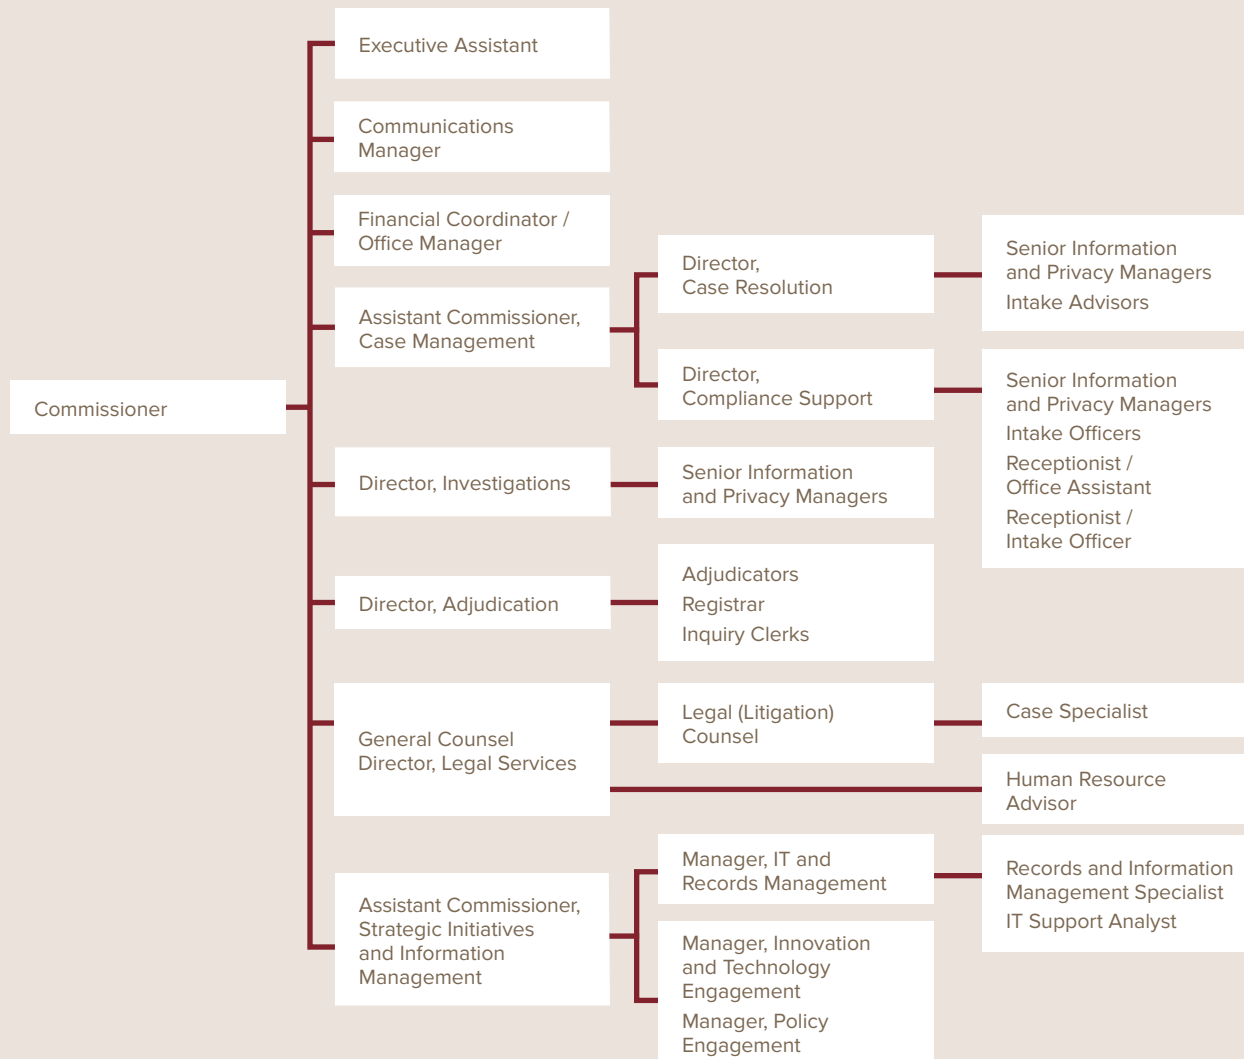 Commissioner
Executive Assistant
Communications
Manager
Financial Coordinator /
Office Manager
Assistant Commissioner,
Case Management
Director,
Case Resolution
Senior Information
and Privacy Managers
Intake Advisors
Director,
Compliance Support
Senior Information
and Privacy Managers
Intake Officers
Receptionist /
Office Assistant
Receptionist /
Intake Officer
Director, Investigations
Senior Information
and Privacy Managers
Director, Adjudication
Adjudicators
Registrar
Inquiry Clerks
General Counsel
Director, Legal Services
Legal (Litigation)
Counsel
Case Specialist
Human Resource
Advisor
Assistant Commissioner,
Strategic Initiatives
and Information
Management
Manager, IT and
Records Management
Records and Information
Management Specialist
IT Support Analyst
Manager, Innovation
and Technology
Engagement
Manager, Policy
Engagement